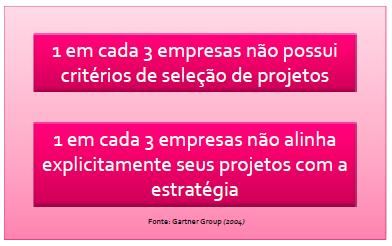 1 em cada 3 empresas não possui
critérios de seleção de projetos
1 em cada 3 empresas não alinha
explicitamente seus projetos com a
estratégia
Fonte: Gartner Group (2004)